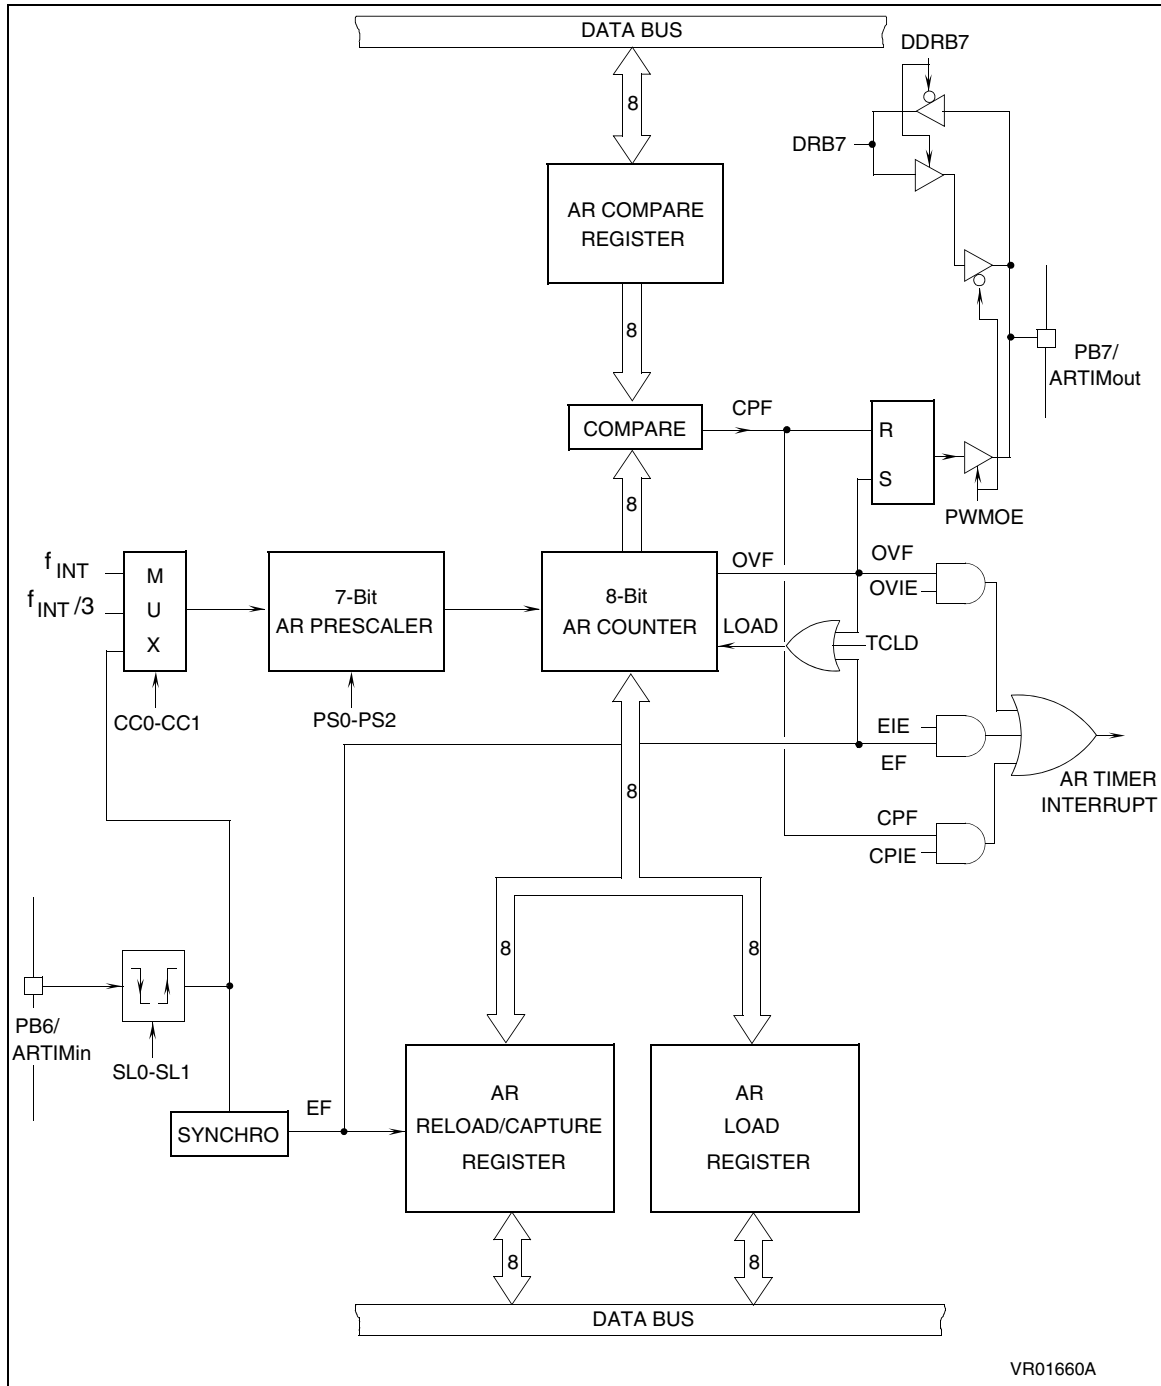 DATA BUS
DDRB7
8
DRB7
AR COMPARE
REGISTER
8
PB7/
ARTIMout
CPF
COMPARE
R
S
8
PWMOE
f INT
f INT /3
M
U
X
7-Bit
AR PRESCALER
8-Bit
AR COUNTER
OVF
OVF
OVIE
LOAD
TCLD
CC0-CC1
PS0-PS2
EIE
EF
AR TIMER
INTERRUPT
8
CPF
CPIE
8
8
PB6/
ARTIMin
SL0-SL1
EF
SYNCHRO
AR
RELOAD/CAPTURE
REGISTER
AR
LOAD
REGISTER
8
8
DATA BUS
VR01660A